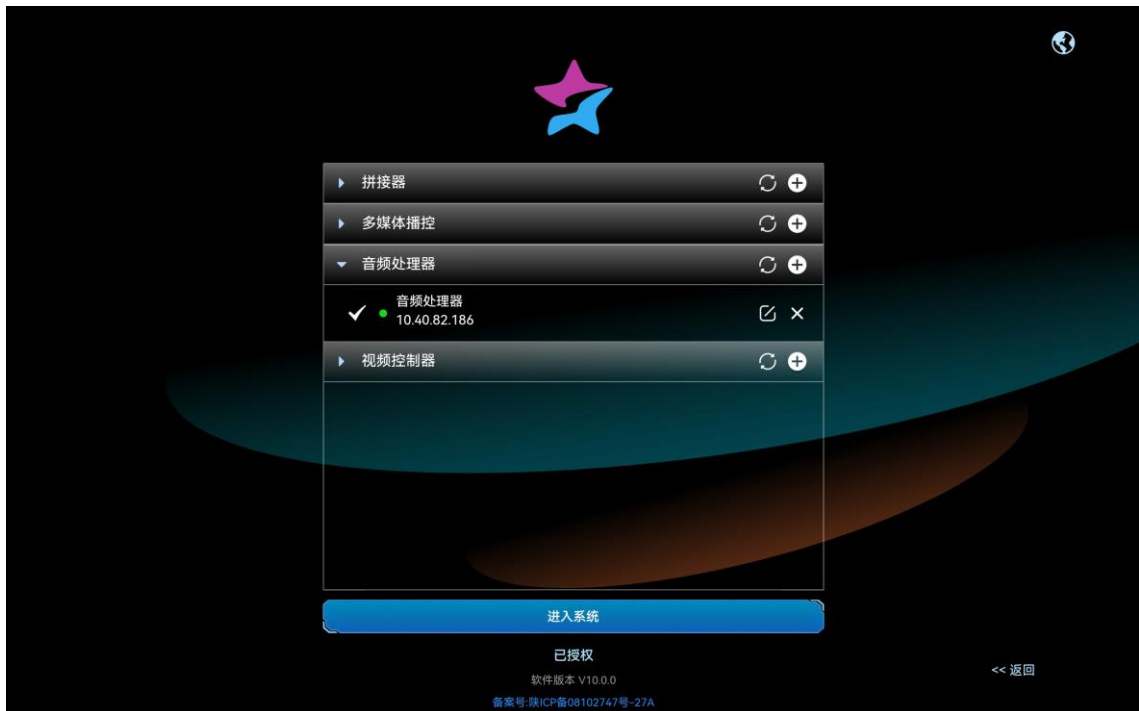 拼接器
多媒体播控
音频处理器
音频处理器
10.40.82.186
视频控制器
进入系统
已授权
软件版本 V10.0.0
<< 返回
备案号:陕ICP备08102747号-27A